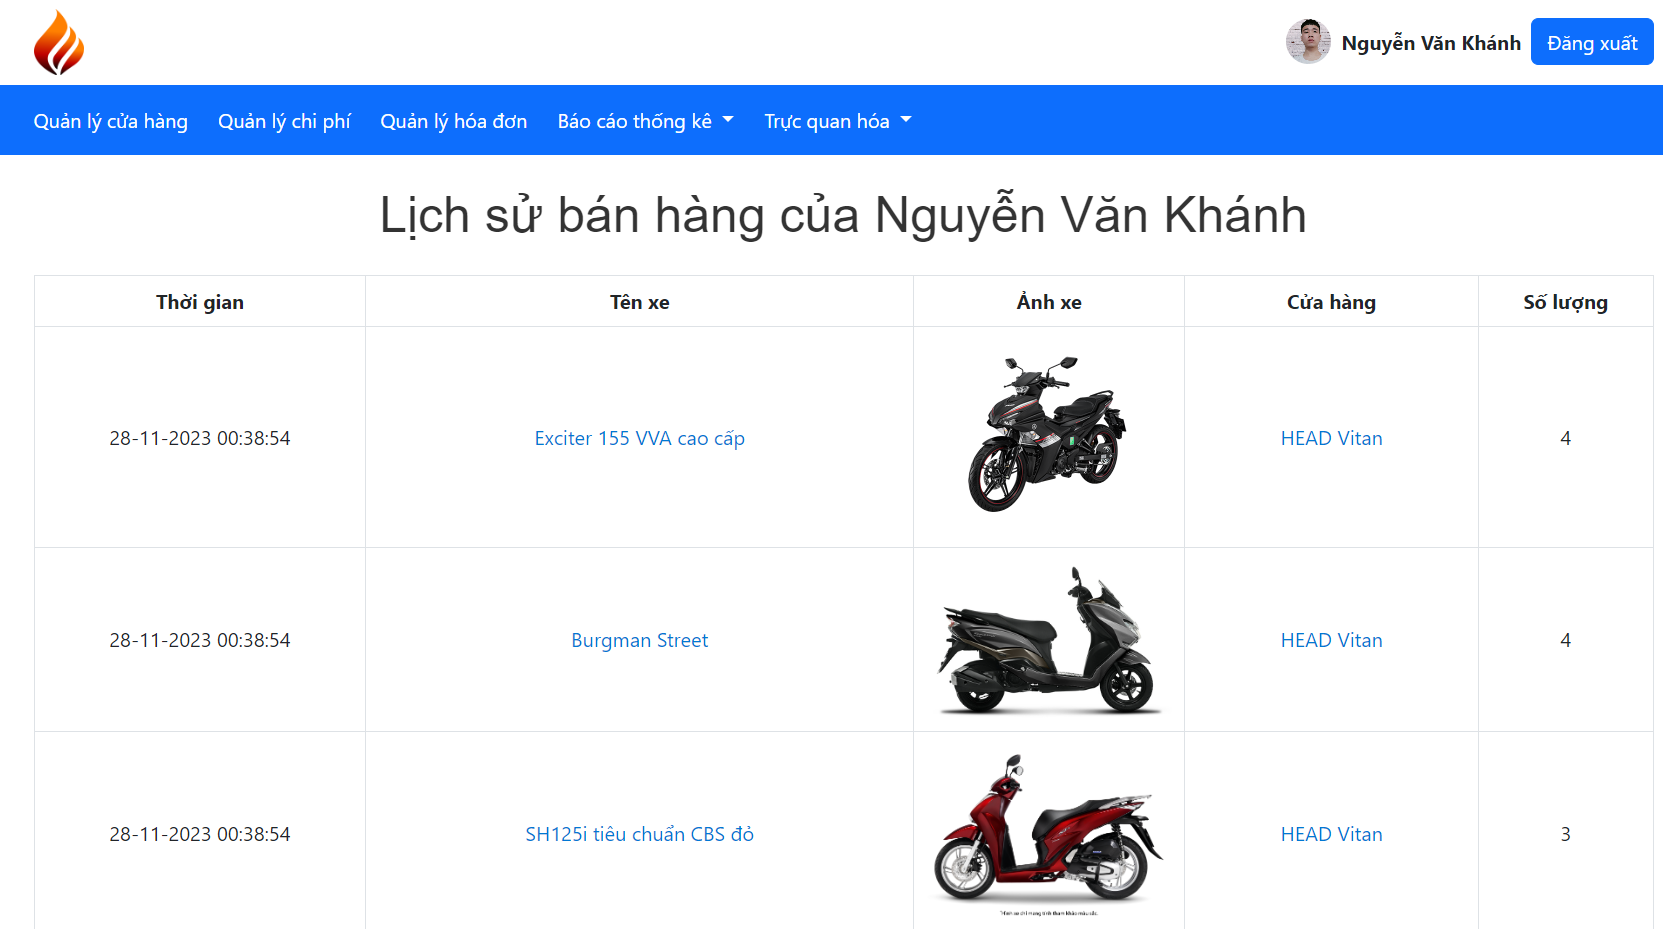 Nguyễn Văn Khánh Đăng xuất
Quản lý cửa hàng Quản lý chi phí Quản lý hóa đơn Báo cáo thống kê Trực quan hóa
Lịch sử bán hàng của Nguyễn Văn Khánh
Thời gian Tên xe Ảnh xe Cửa hàng Số lượng
28-11-2023 00:38:54 Exciter 155 VVA cao cấp HEAD Vitan 4
28-11-2023 00:38:54 Burgman Street HEAD Vitan 4
28-11-2023 00:38:54 SH125i tiêu chuẩn CBS đỏ HEAD Vitan 3